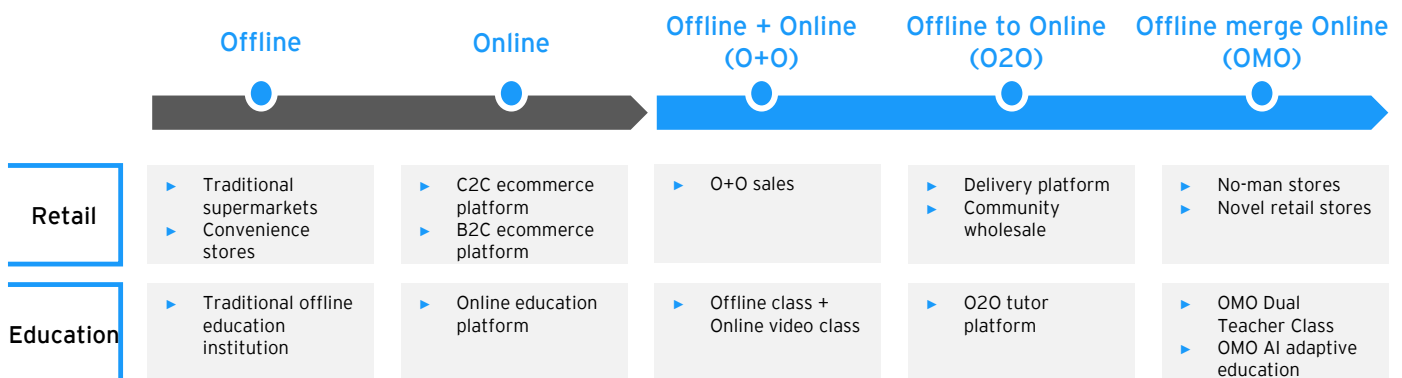 Offline
Online
Offline + Online
(O+O)
Offline to Online
(O2O)
Offline merge Online
(OMO)
Retail
► Traditional
supermarkets
► Convenience
stores
► C2C ecommerce
platform
► B2C ecommerce
platform
► O+O sales
► Delivery platform
► Community
wholesale
► No-man stores
► Novel retail stores
Education
► Traditional offline
education
institution
► Online education
platform
► Offline class +
Online video class
► O2O tutor
platform
► OMO Dual
Teacher Class
► OMO AI adaptive
education